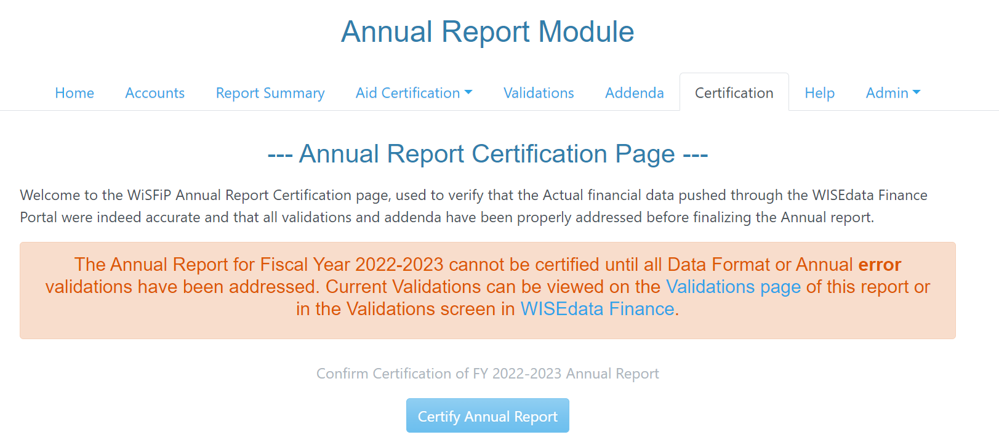 Annual Report Module
Home Accounts Report Summary Aid Certification Validations Addenda Certification Help Admin
--- Annual Report Certification Page ---
Welcome to the WiSFiP Annual Report Certification page, used to verify that the Actual financial data pushed through the WISEdata Finance
Portal were indeed accurate and that all validations and addenda have been properly addressed before finalizing the Annual report.
The Annual Report for Fiscal Year 2022-2023 cannot be certified until all Data Format or Annual error
validations have been addressed. Current Validations can be viewed on the Validations page of this report or
in the Validations screen in WISEdata Finance.
Confirm Certification of FY 2022-2023 Annual Report
Certify Annual Report